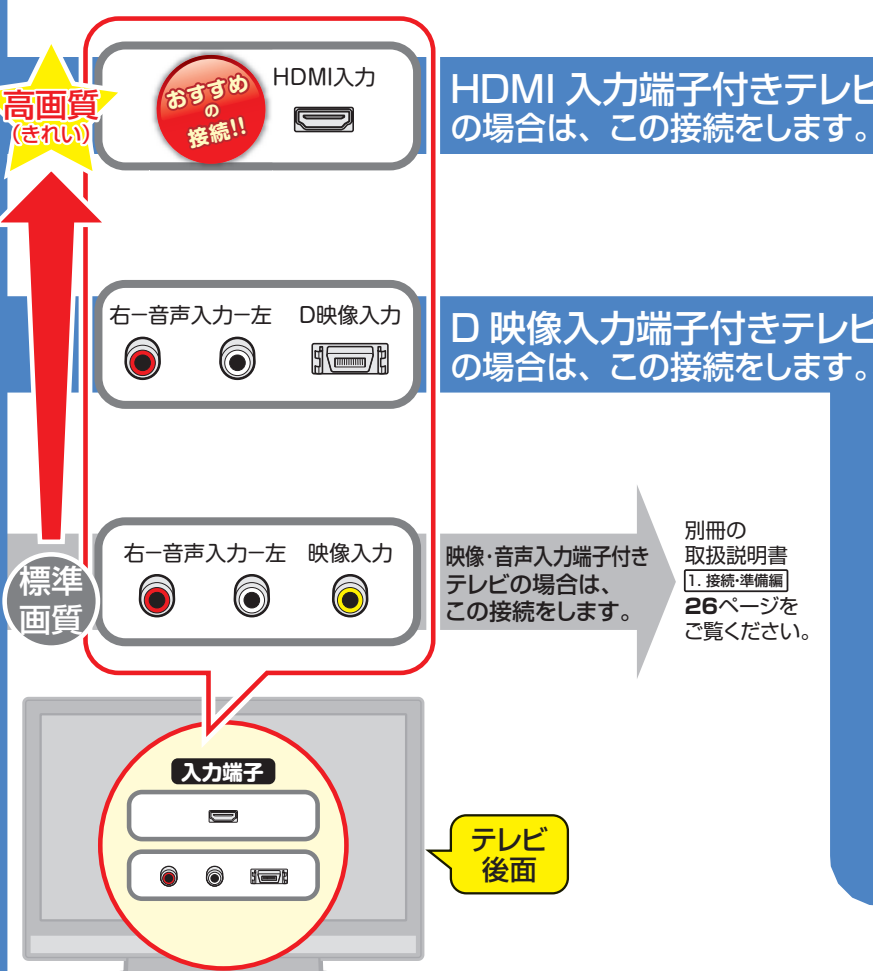 高画質
(きれい)
おすすめ
の
接続!!
HDMI入力
HDMI 入力端子付きテレビ
の場合は、この接続をします。
右ー音声入力ー左
D映像入力
D 映像入力端子付きテレビ
の場合は、この接続をします。
標準
画質
右ー音声入力ー左
映像入力
映像・音声入力端子付き
テレビの場合は、
この接続をします。
別冊の
取扱説明書
1. 接続・準備編
26ページを
ご覧ください。
入力端子
テレビ
後面